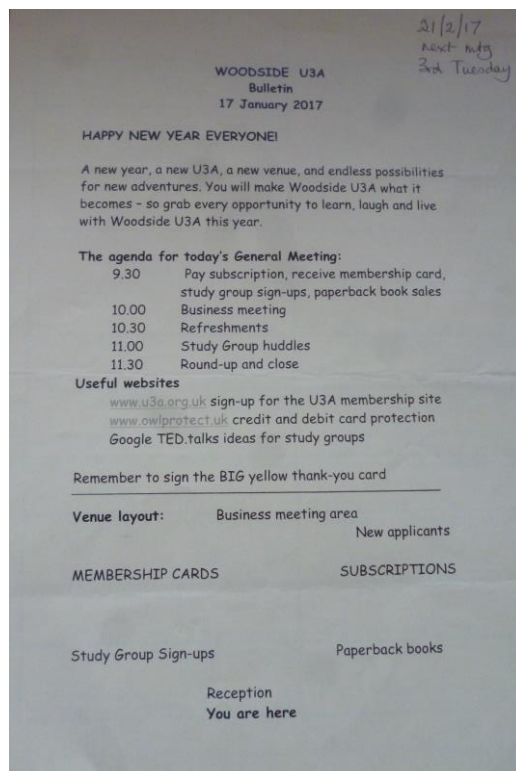 21/2/17
next mtg
3rd Tuesday
WOODSIDE U3A
Bulletin
17 January 2017
HAPPY NEW YEAR EVERYONE!
A new year, a new U3A, a new venue, and endless possibilities
for new adventures. You will make Woodside U3A what it
becomes – so grab every opportunity to learn, laugh and live
with Woodside U3A this year.
The agenda for today's General Meeting:
9.30 Pay subscription, receive membership card,
study group sign-ups, paperback book sales
10.00 Business meeting
10.30 Refreshments
11.00 Study Group huddles
11.30 Round-up and close
Useful websites
www.u3a.org.uk sign-up for the U3A membership site
www.owlprotect.uk credit and debit card protection
Google TED.talks ideas for study groups
Remember to sign the BIG yellow thank-you card
Venue layout: Business meeting area
New applicants
MEMBERSHIP CARDS SUBSCRIPTIONS
Study Group Sign-ups Paperback books
Reception
You are here